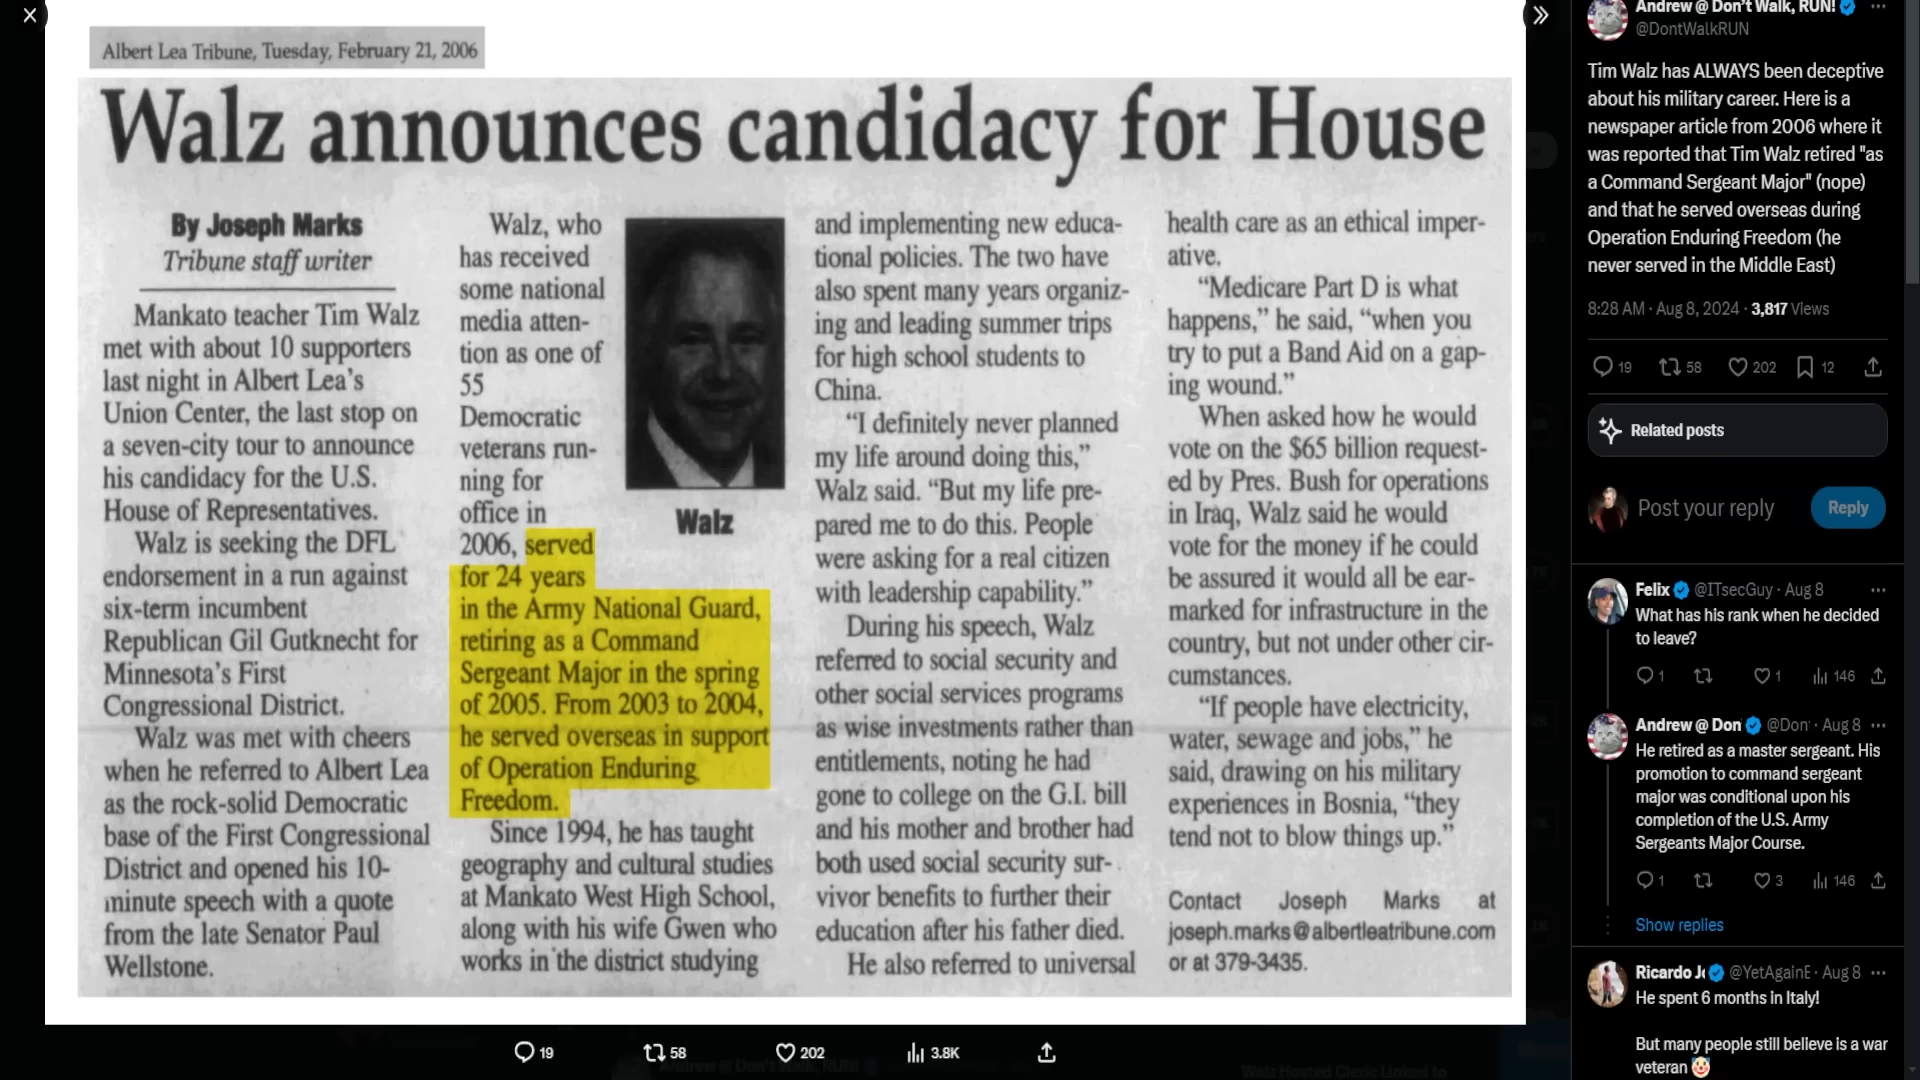 Albert Lea Tribune, Tuesday, February 21, 2006
Walz announces candidacy for House
By Joseph Marks
Tribune staff writer
Mankato teacher Tim Walz
met with about 10 supporters
last night in Albert Lea's
Union Center, the last stop on
a seven-city tour to announce
his candidacy for the U.S.
House of Representatives.
Walz is seeking the DFL
endorsement in a run against
six-term incumbent
Republican Gil Gutknecht for
Minnesota's First
Congressional District.
Walz was met with cheers
when he referred to Albert Lea
as the rock-solid Democratic
base of the First Congressional
District and opened his 10-
minute speech with a quote
from the late Senator Paul
Wellstone.
Walz, who
has received
some national
media atten-
tion as one of
55
Democratic
veterans run-
ning for
office in
2006, served
for 24 years
in the Army National Guard,
retiring as a Command
Sergeant Major in the spring
of 2005. From 2003 to 2004,
he served overseas in support
of Operation Enduring
Freedom.
Since 1994, he has taught
geography and cultural studies
at Mankato West High School,
along with his wife Gwen who
works in the district studying
Walz
and implementing new educa-
tional policies. The two have
also spent many years organiz-
ing and leading summer trips
for high school students to
China.
"I definitely never planned
my life around doing this,"
Walz said. "But my life pre-
pared me to do this. People
were asking for a real citizen
with leadership capability."
During his speech, Walz
referred to social security and
other social services programs
as wise investments rather than
entitlements, noting he had
gone to college on the G.I. bill
and his mother and brother had
both used social security sur-
vivor benefits to further their
education after his father died.
He also referred to universal
health care as an ethical imper-
ative.
"Medicare Part D is what
happens," he said, "when you
try to put a Band Aid on a gap-
ing wound."
When asked how he would
vote on the $65 billion request-
ed by Pres. Bush for operations
in Iraq, Walz said he would
vote for the money if he could
be assured it would all be ear-
marked for infrastructure in the
country, but not under other cir-
cumstances.
"If people have electricity,
water, sewage and jobs," he
said, drawing on his military
experiences in Bosnia, "they
tend not to blow things up."
Contact Joseph Marks at
joseph.marks@albertleatribune.com
or at 379-3435.
19 58 202 3.8K
Andrew @ Don't Walk, RUN!
@DontWalkRUN
Tim Walz has ALWAYS been deceptive
about his military career. Here is a
newspaper article from 2006 where it
was reported that Tim Walz retired "as
a Command Sergeant Major" (nope)
and that he served overseas during
Operation Enduring Freedom (he
never served in the Middle East)
8:28 AM · Aug 8, 2024 · 3,817 Views
19 58 202 12
Related posts
Post your reply
Reply
Felix @ITsecGuy · Aug 8
What has his rank when he decided
to leave?
1 1 146
Andrew @ Don @Don · Aug 8
He retired as a master sergeant. His
promotion to command sergeant
major was conditional upon his
completion of the U.S. Army
Sergeants Major Course.
1 3 146
Show replies
Ricardo J @YetAgainE · Aug 8
He spent 6 months in Italy!
But many people still believe is a war
veteran 🤡